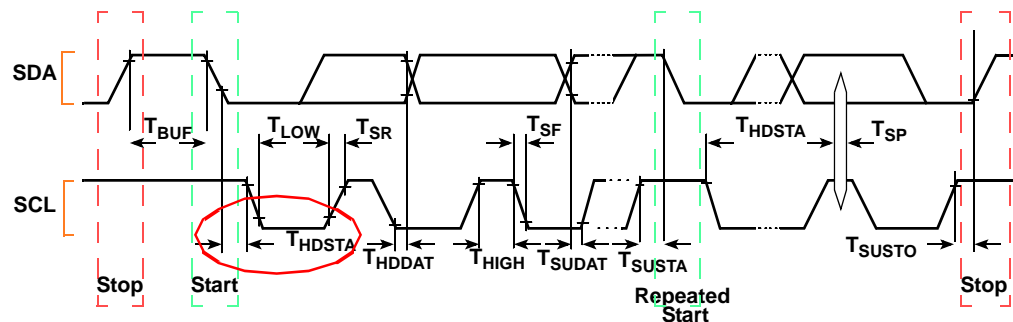 SDA
TBUF
TLOW
TSR
TSF
THDSTA
TSP
SCL
THDSTA
THDDAT
THIGH
TSUDAT
TSUSTA
TSUSTO
Stop
Start
Repeated
Start
Stop